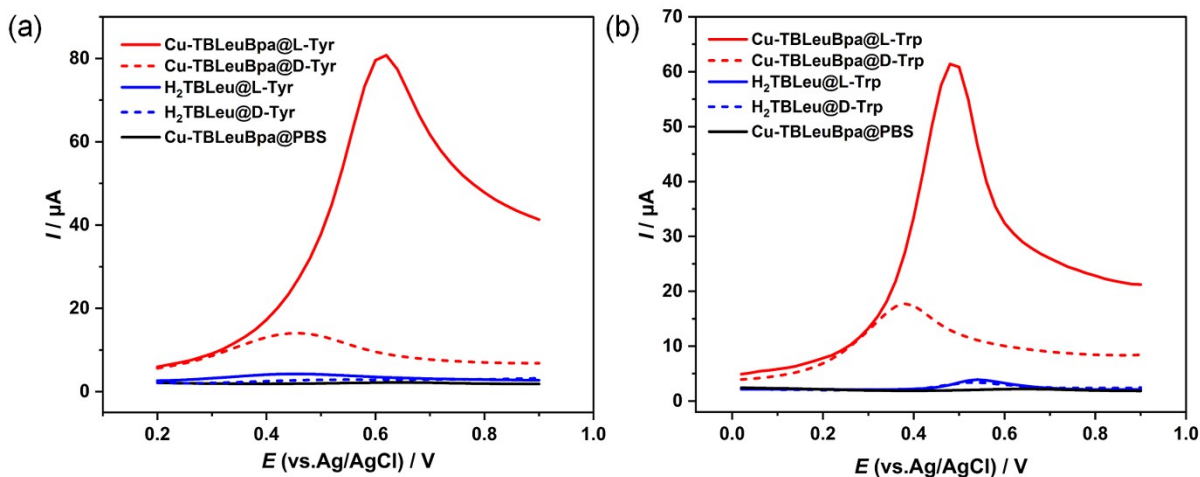 (a)
Cu-TBLeuBpa@L-Tyr
Cu-TBLeuBpa@D-Tyr
H2TBLeu@L-Tyr
H2TBLeu@D-Tyr
Cu-TBLeuBpa@PBS
80
60
40
20
0
I / μA
0.2 0.4 0.6 0.8 1.0
E (vs.Ag/AgCl) / V
(b)
Cu-TBLeuBpa@L-Trp
Cu-TBLeuBpa@D-Trp
H2TBLeu@L-Trp
H2TBLeu@D-Trp
Cu-TBLeuBpa@PBS
70
60
50
40
30
20
10
0
I / μA
0.0 0.2 0.4 0.6 0.8 1.0
E (vs.Ag/AgCl) / V